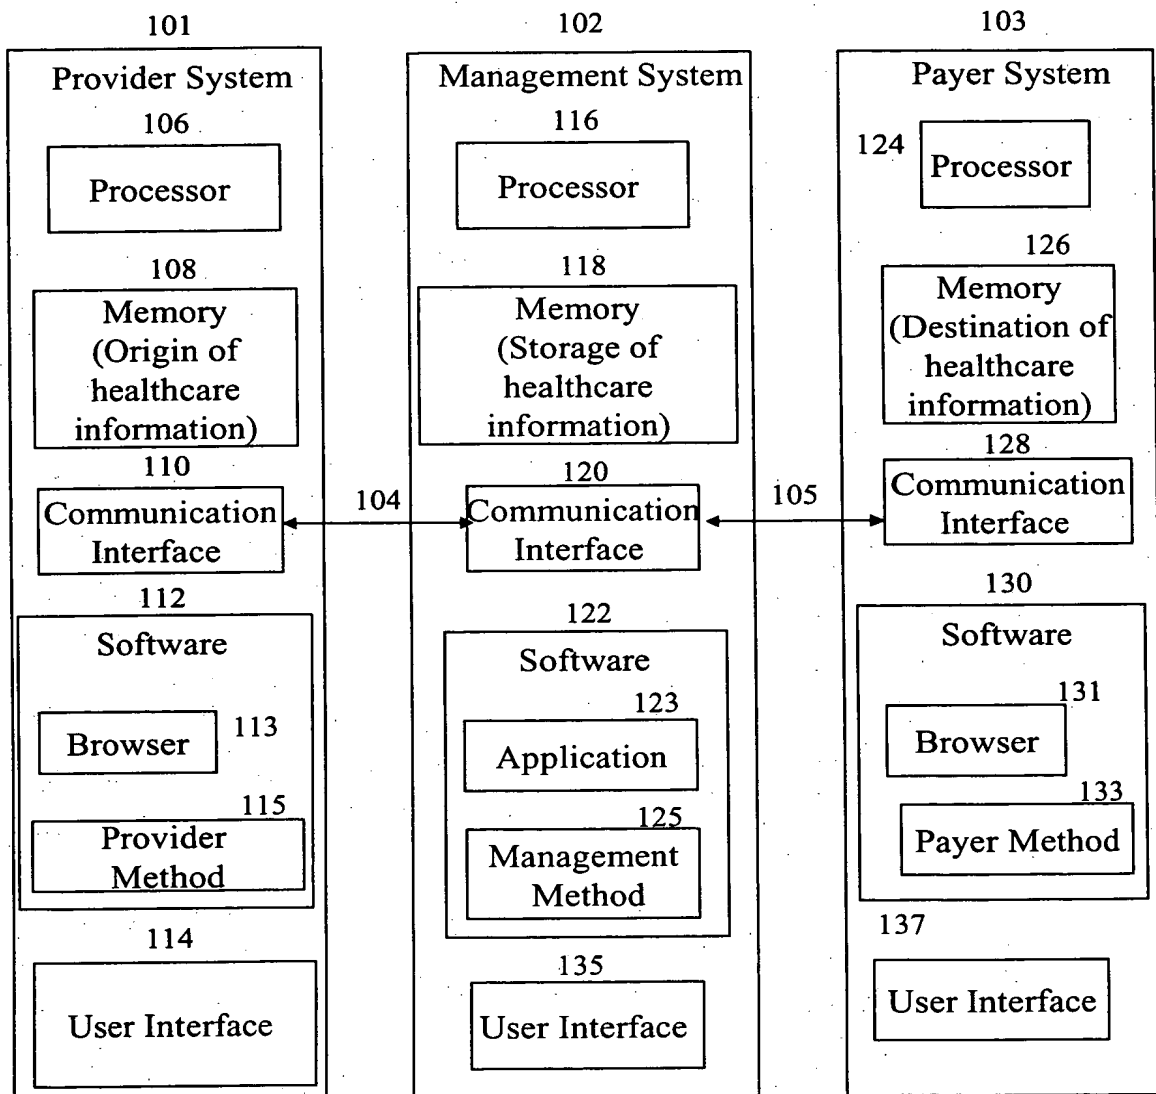 101
Provider System
106
Processor
108
Memory
(Origin of
healthcare
information)
110
Communication
Interface
112
Software
Browser
113
115
Provider
Method
114
User Interface
104
102
Management System
116
Processor
118
Memory
(Storage of
healthcare
information)
120
Communication
Interface
122
Software
123
Application
125
Management
Method
135
User Interface
105
103
Payer System
124
Processor
126
Memory
(Destination of
healthcare
information)
128
Communication
Interface
130
Software
131
Browser
133
Payer Method
137
User Interface